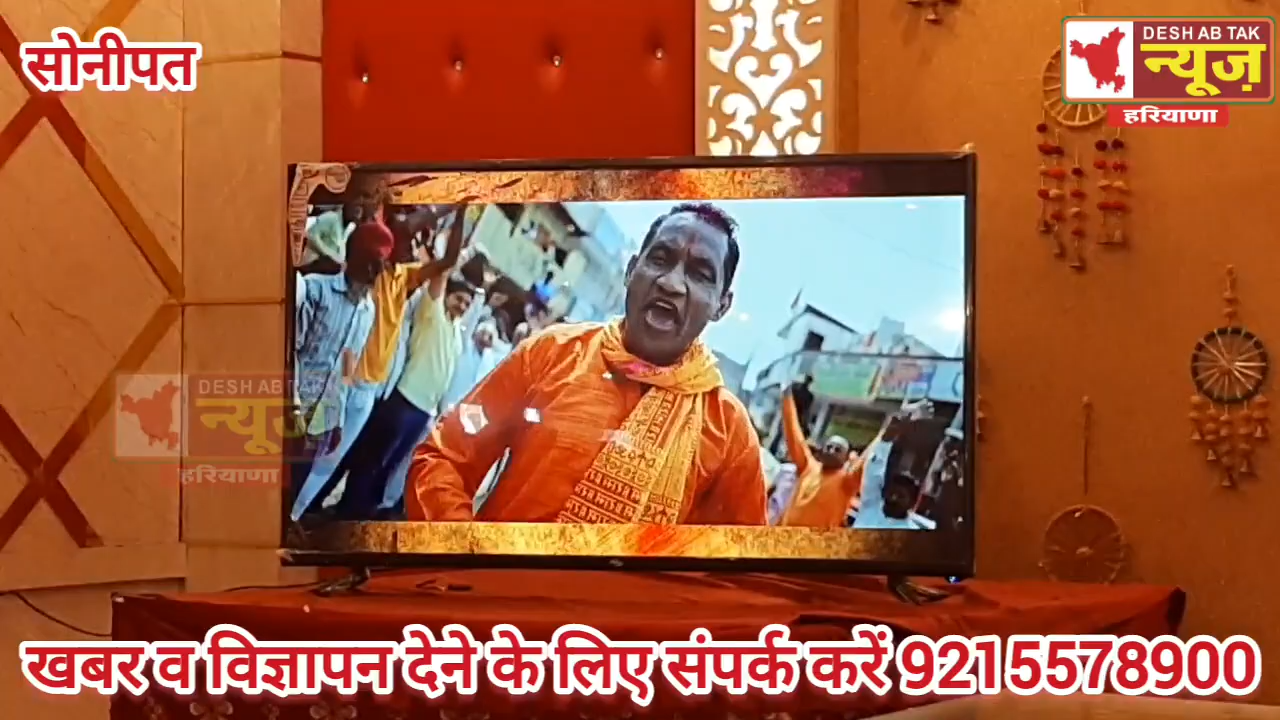 सोनीपत
DESH AB TAK
न्यूज़
हरियाणा
DESH AB TAK
न्यूज़
हरियाणा
खबर व विज्ञापन देने के लिए संपर्क करें 9215578900